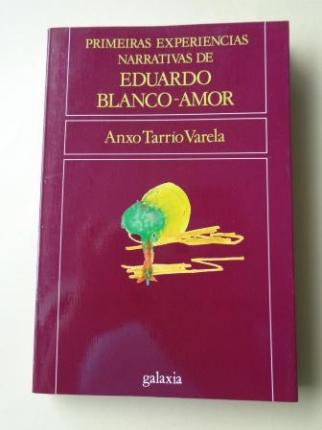 PRIMEIRAS EXPERIENCIAS
NARRATIVAS DE
EDUARDO
BLANCO-AMOR
Anxo Tarrío Varela
galaxia